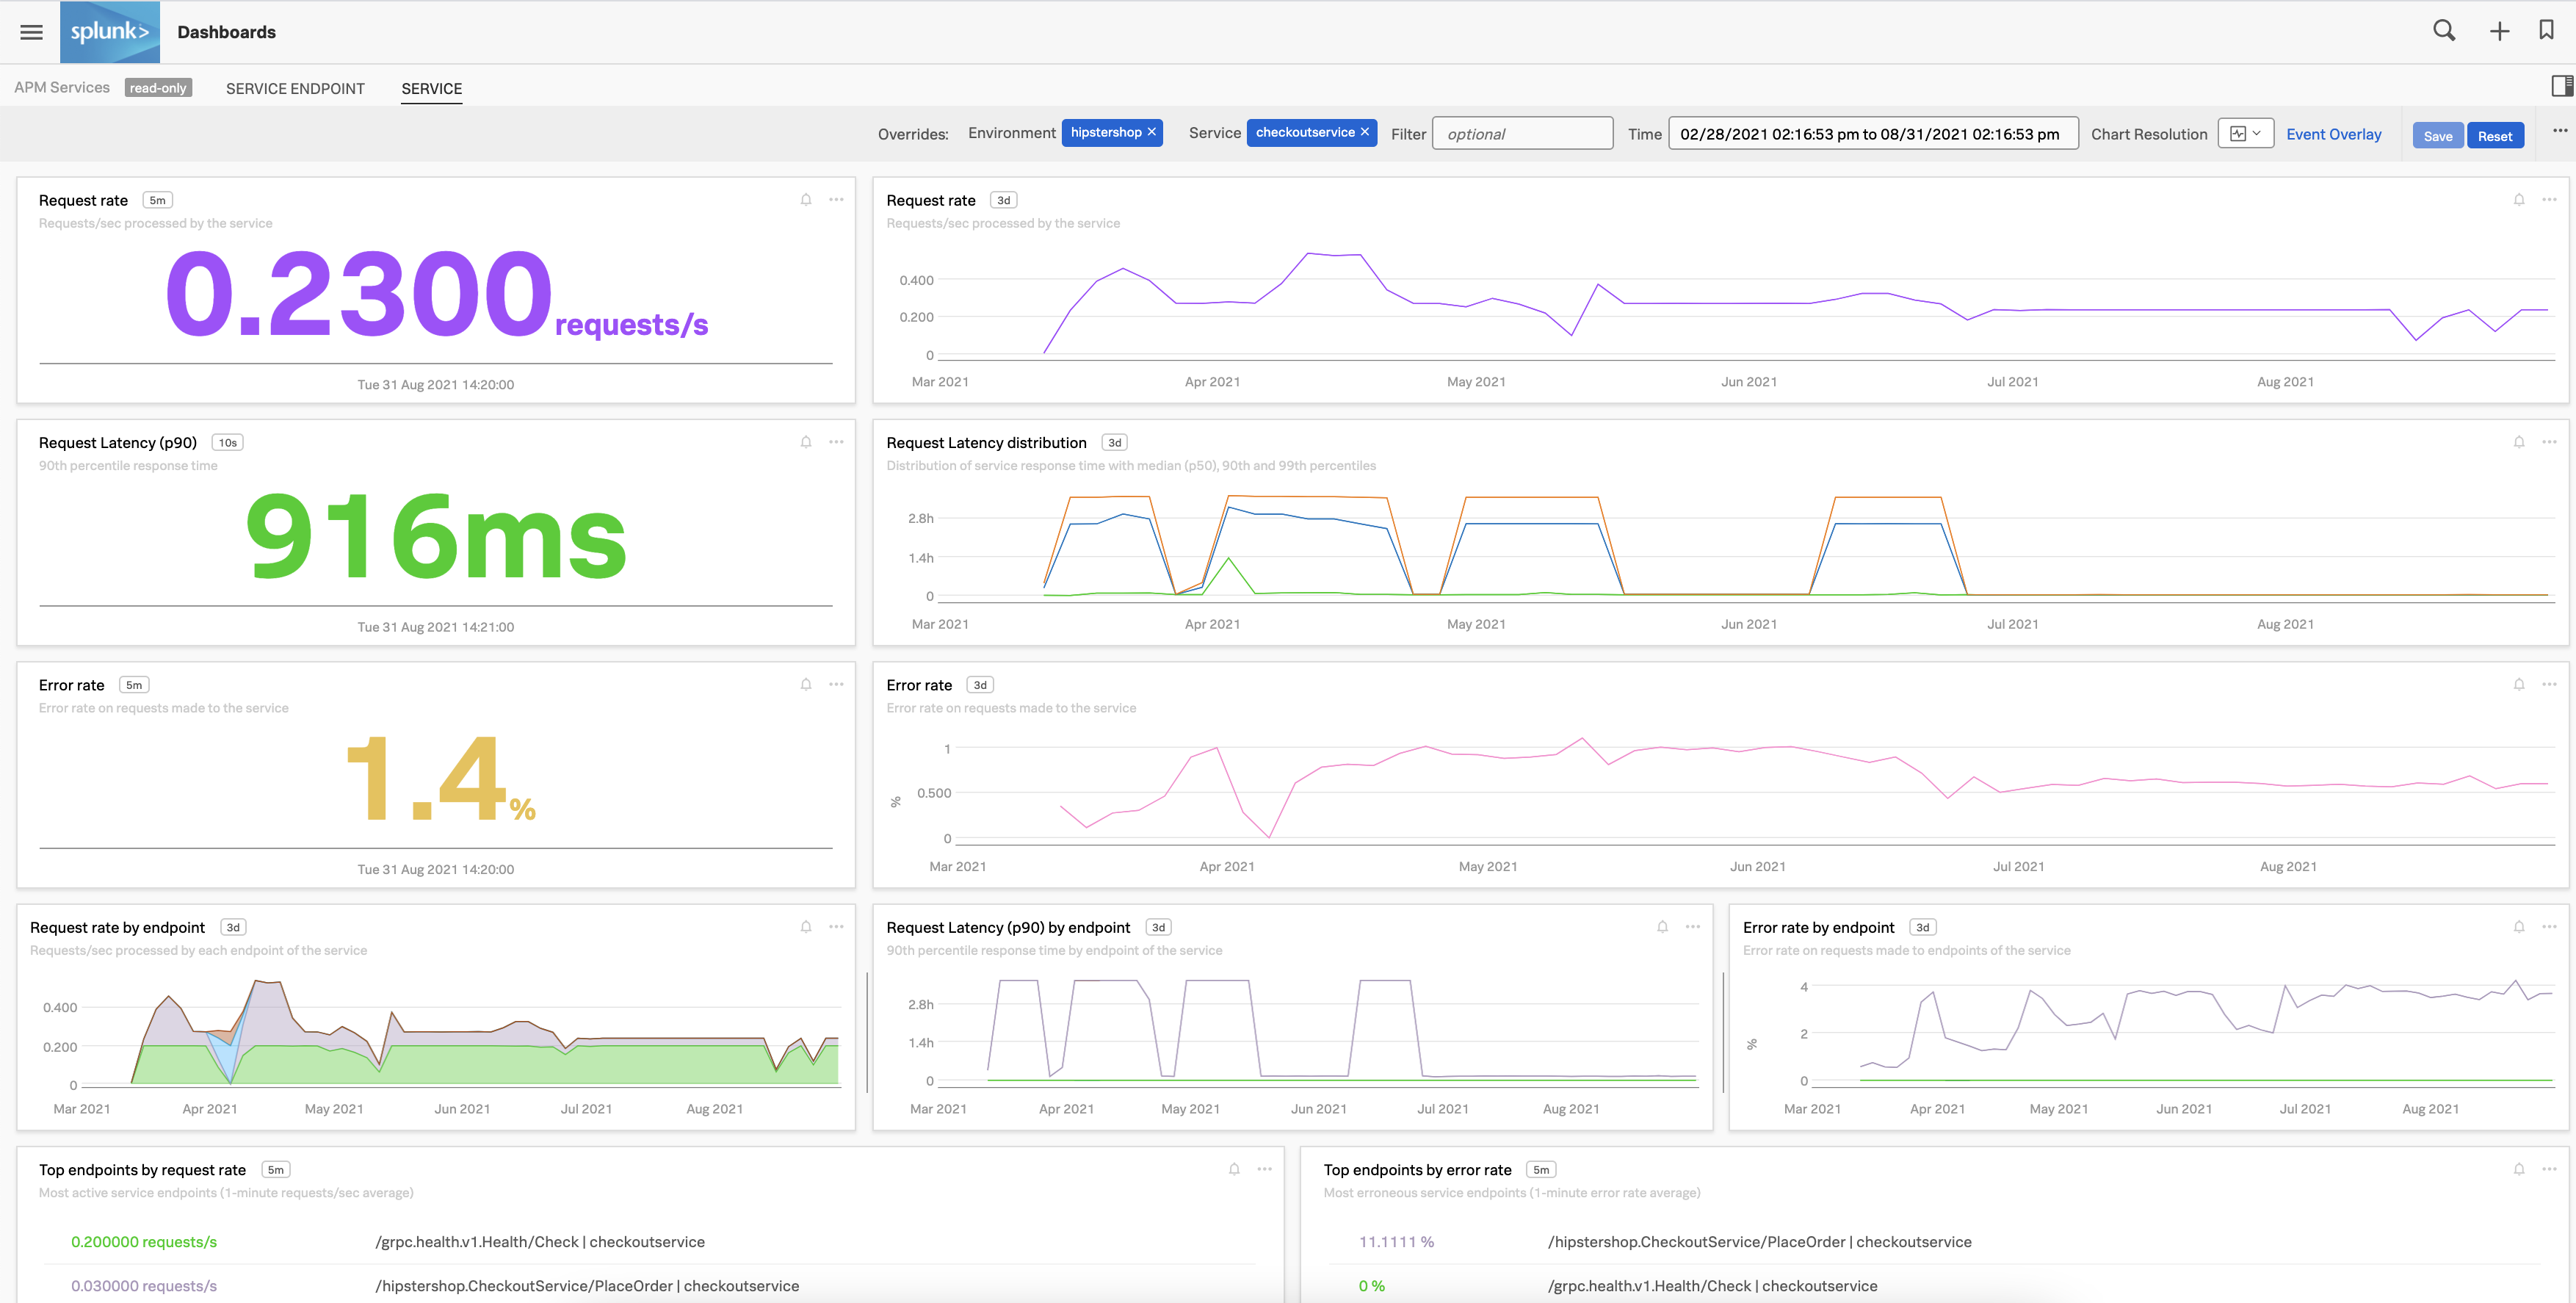 splunk>
Dashboards
APM Services read-only SERVICE ENDPOINT SERVICE
Overrides: Environment hipstershop × Service checkoutservice × Filter optional Time 02/28/2021 02:16:53 pm to 08/31/2021 02:16:53 pm Chart Resolution Event Overlay Save Reset
Request rate 5m
Requests/sec processed by the service
0.2300 requests/s
Tue 31 Aug 2021 14:20:00
Request rate 3d
Requests/sec processed by the service
0.400
0.200
0
Mar 2021 Apr 2021 May 2021 Jun 2021 Jul 2021 Aug 2021
Request Latency (p90) 10s
90th percentile response time
916ms
Tue 31 Aug 2021 14:21:00
Request Latency distribution 3d
Distribution of service response time with median (p50), 90th and 99th percentiles
2.8h
1.4h
0
Mar 2021 Apr 2021 May 2021 Jun 2021 Jul 2021 Aug 2021
Error rate 5m
Error rate on requests made to the service
1.4%
Tue 31 Aug 2021 14:20:00
Error rate 3d
Error rate on requests made to the service
1
0.500
0
%
Mar 2021 Apr 2021 May 2021 Jun 2021 Jul 2021 Aug 2021
Request rate by endpoint 3d
Requests/sec processed by each endpoint of the service
0.400
0.200
0
Mar 2021 Apr 2021 May 2021 Jun 2021 Jul 2021 Aug 2021
Request Latency (p90) by endpoint 3d
90th percentile response time by endpoint of the service
2.8h
1.4h
0
Mar 2021 Apr 2021 May 2021 Jun 2021 Jul 2021 Aug 2021
Error rate by endpoint 3d
Error rate on requests made to endpoints of the service
4
2
0
%
Mar 2021 Apr 2021 May 2021 Jun 2021 Jul 2021 Aug 2021
Top endpoints by request rate 5m
Most active service endpoints (1-minute requests/sec average)
0.200000 requests/s /grpc.health.v1.Health/Check | checkoutservice
0.030000 requests/s /hipstershop.CheckoutService/PlaceOrder | checkoutservice
Top endpoints by error rate 5m
Most erroneous service endpoints (1-minute error rate average)
11.1111 % /hipstershop.CheckoutService/PlaceOrder | checkoutservice
0 % /grpc.health.v1.Health/Check | checkoutservice